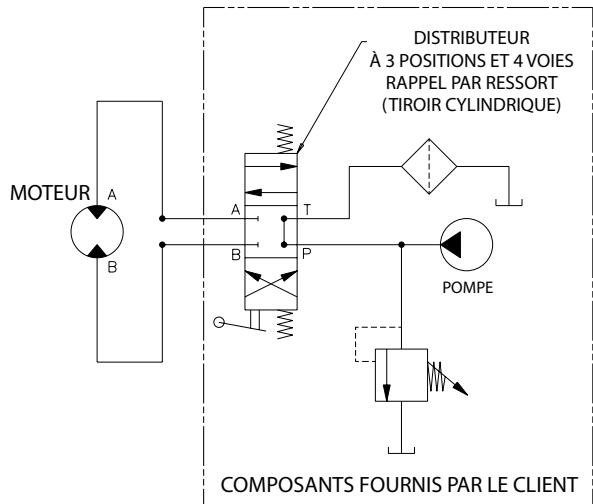 DISTRIBUTEUR
À 3 POSITIONS ET 4 VOIES
RAPPEL PAR RESSORT
(TIROIR CYLINDRIQUE)
MOTEUR
A
B
A
T
B
P
POMPE
COMPOSANTS FOURNIS PAR LE CLIENT